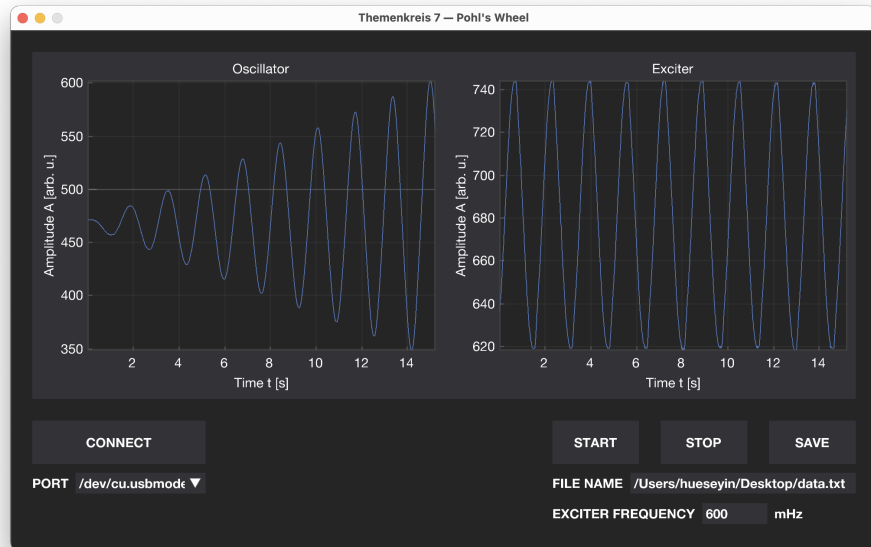 Themenkreis 7 — Pohl's Wheel
Oscillator
600
550
500
450
400
350
Amplitude A [arb. u.]
2 4 6 8 10 12 14
Time t [s]
Exciter
740
720
700
680
660
640
620
Amplitude A [arb. u.]
2 4 6 8 10 12 14
Time t [s]
CONNECT
START STOP SAVE
PORT /dev/cu.usbmode ▼
FILE NAME /Users/hueseyin/Desktop/data.txt
EXCITER FREQUENCY 600 mHz